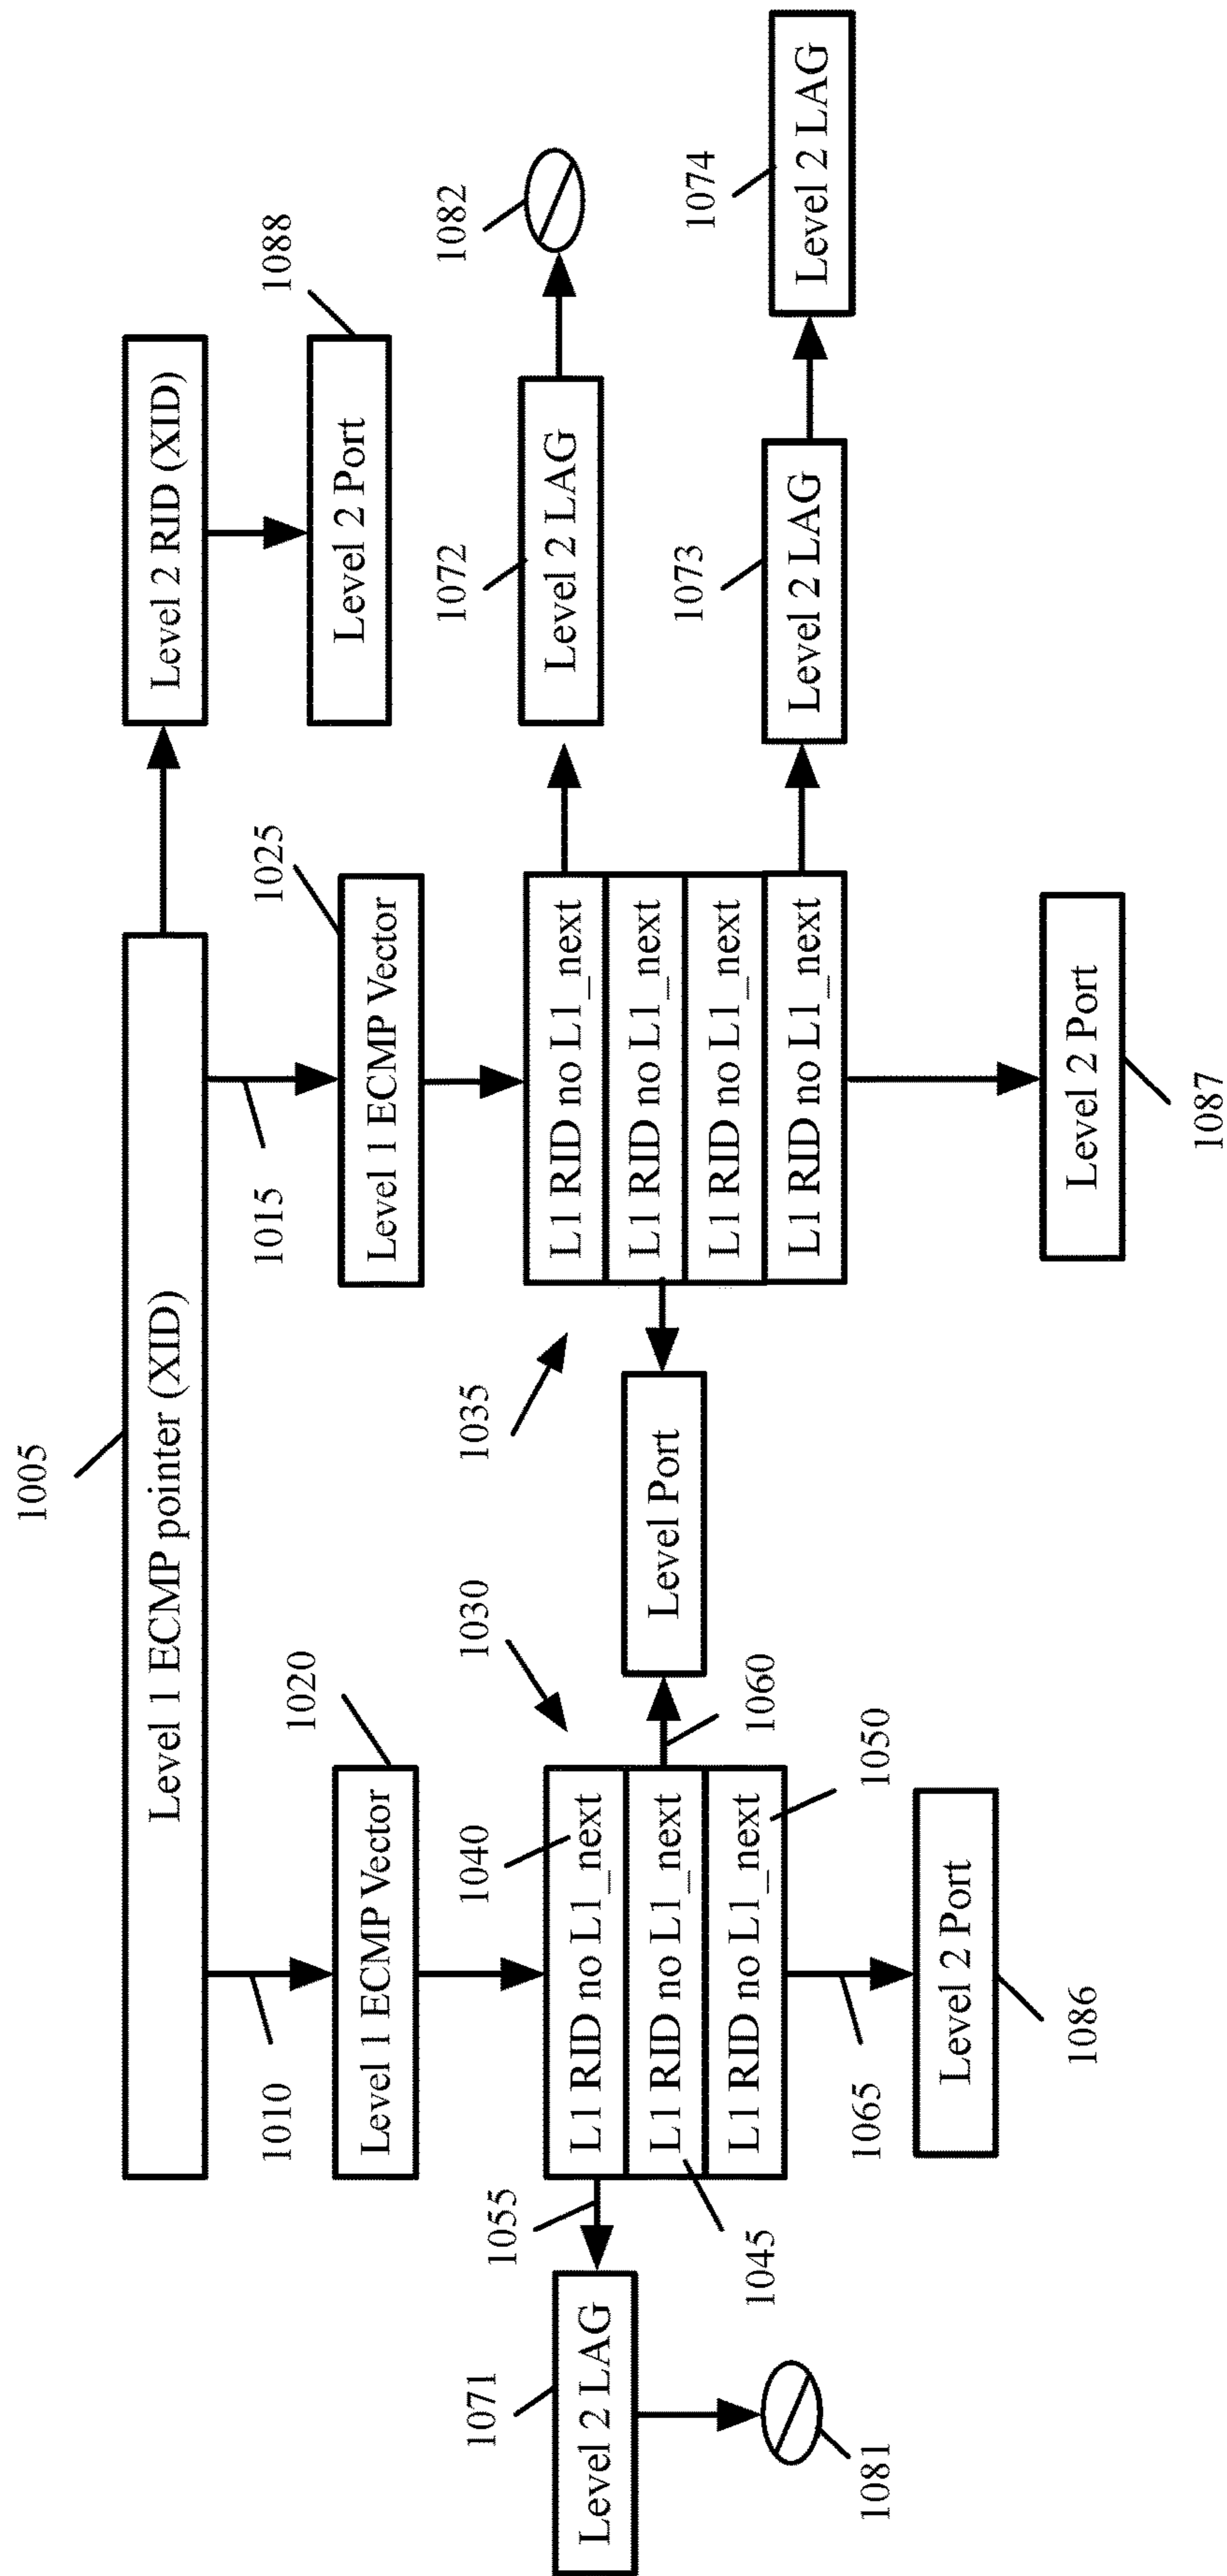 1005
Level 1 ECMP pointer (XID)
Level 2 RID (XID)
1010
1015
1088
1020
1025
Level 1 ECMP Vector
Level 1 ECMP Vector
Level 2 Port
1040
1030
1035
1072
1082
1071
1055
Level 2 LAG
L1 RID no L1_next
L1 RID no L1_next
L1 RID no L1_next
Level Port
L1 RID no L1_next
L1 RID no L1_next
L1 RID no L1_next
L1 RID no L1_next
Level 2 LAG
1073
1074
Level 2 LAG
Level 2 LAG
1081
1045
1060
1065
1050
Level 2 Port
1086
Level 2 Port
1087